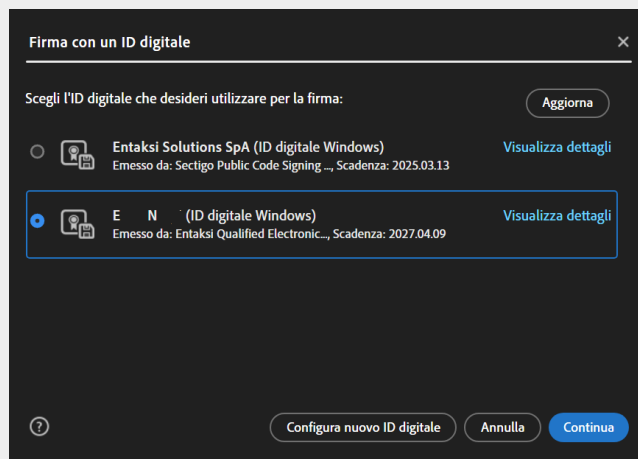 Firma con un ID digitale
Scegli l'ID digitale che desideri utilizzare per la firma:
Aggiorna
Entaksi Solutions SpA (ID digitale Windows)
Visualizza dettagli
Emesso da: Sectigo Public Code Signing ..., Scadenza: 2025.03.13
E N (ID digitale Windows)
Visualizza dettagli
Emesso da: Entaksi Qualified Electronic..., Scadenza: 2027.04.09
Configura nuovo ID digitale
Annulla
Continua